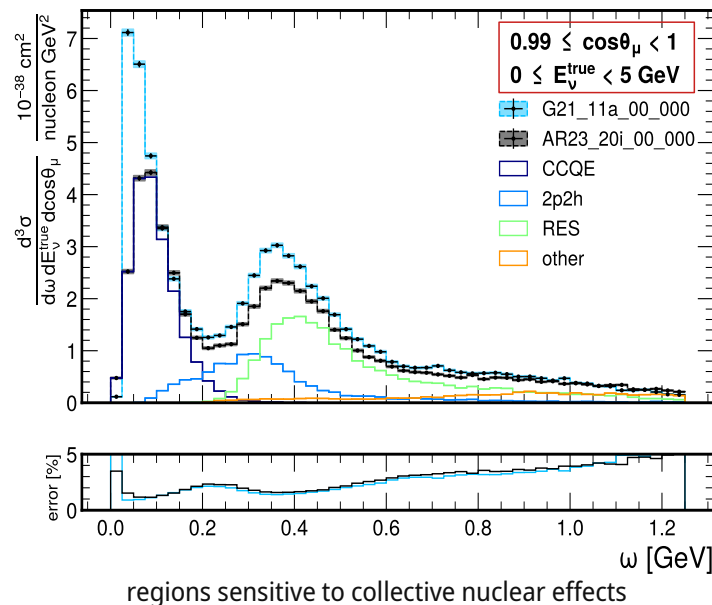 0.99 ≤ cosθμ < 1
0 ≤ Eν^true < 5 GeV
G21_11a_00_000
AR23_20i_00_000
CCQE
2p2h
RES
other
d³σ / dω dEν^true dcosθμ
10⁻³⁸ cm² / nucleon GeV²
7
6
5
4
3
2
1
0
error [%]
5
0
0.0 0.2 0.4 0.6 0.8 1.0 1.2
ω [GeV]
regions sensitive to collective nuclear effects